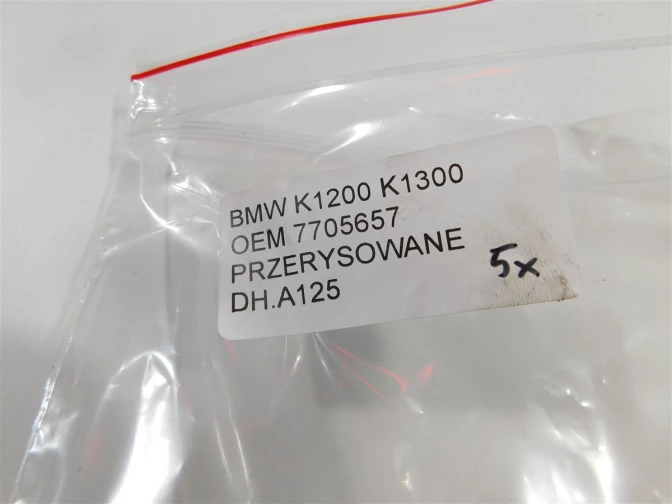 BMW K1200 K1300
OEM 7705657
PRZERYSOWANE
DH.A125
5x